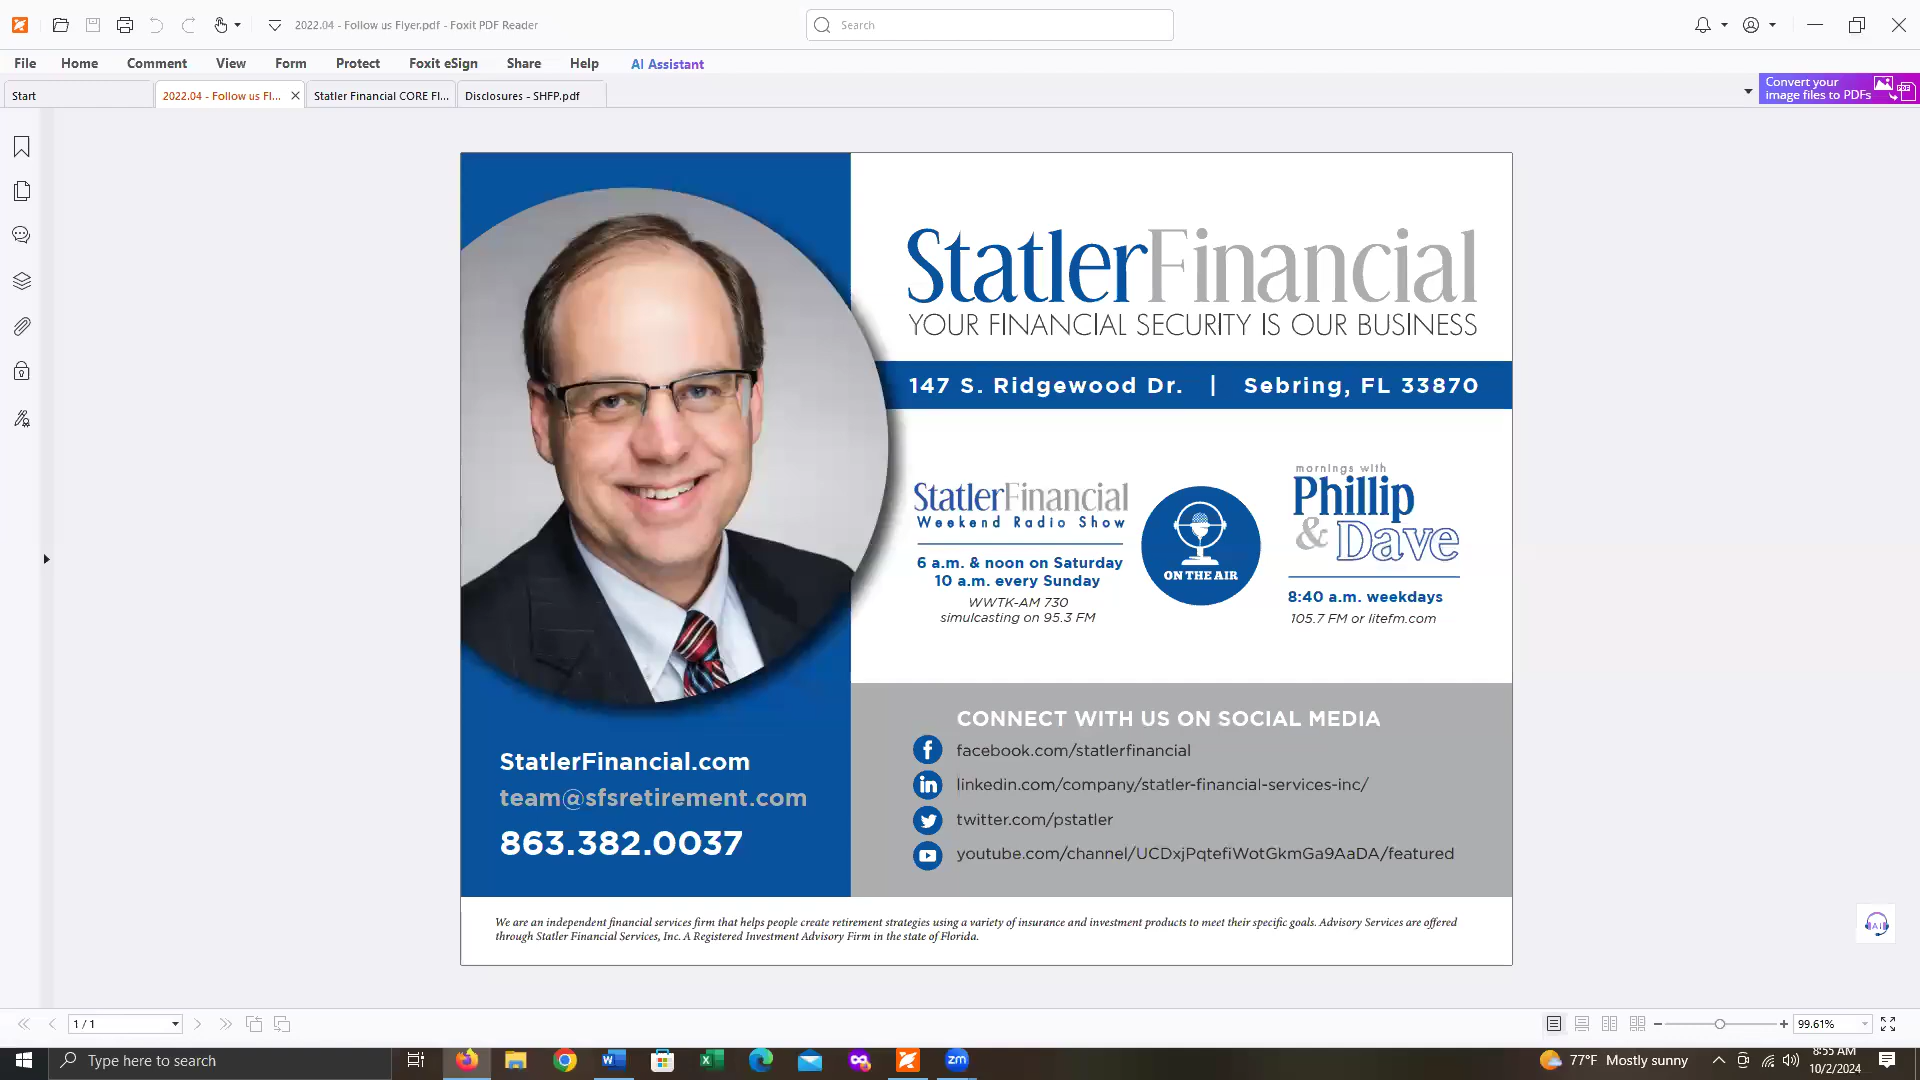 2022.04 - Follow us Flyer.pdf - Foxit PDF Reader
Search
File Home Comment View Form Protect Foxit eSign Share Help AI Assistant
Start
2022.04 - Follow us Fl...
Statler Financial CORE Fl...
Disclosures - SHFP.pdf
Convert your
image files to PDFs
StatlerFinancial
YOUR FINANCIAL SECURITY IS OUR BUSINESS
147 S. Ridgewood Dr. | Sebring, FL 33870
StatlerFinancial
Weekend Radio Show
6 a.m. & noon on Saturday
10 a.m. every Sunday
WWTK-AM 730
simulcasting on 95.3 FM
ON THE AIR
mornings with
Phillip
& Dave
8:40 a.m. weekdays
105.7 FM or litefm.com
StatlerFinancial.com
team@sfsretirement.com
863.382.0037
CONNECT WITH US ON SOCIAL MEDIA
facebook.com/statlerfinancial
linkedin.com/company/statler-financial-services-inc/
twitter.com/pstatler
youtube.com/channel/UCDxjPqtefiWotGkmGa9AaDA/featured
We are an independent financial services firm that helps people create retirement strategies using a variety of insurance and investment products to meet their specific goals. Advisory Services are offered
through Statler Financial Services, Inc. A Registered Investment Advisory Firm in the state of Florida.
AI
1 / 1
99.61%
Type here to search
zm
77°F Mostly sunny
8:55 AM
10/2/2024